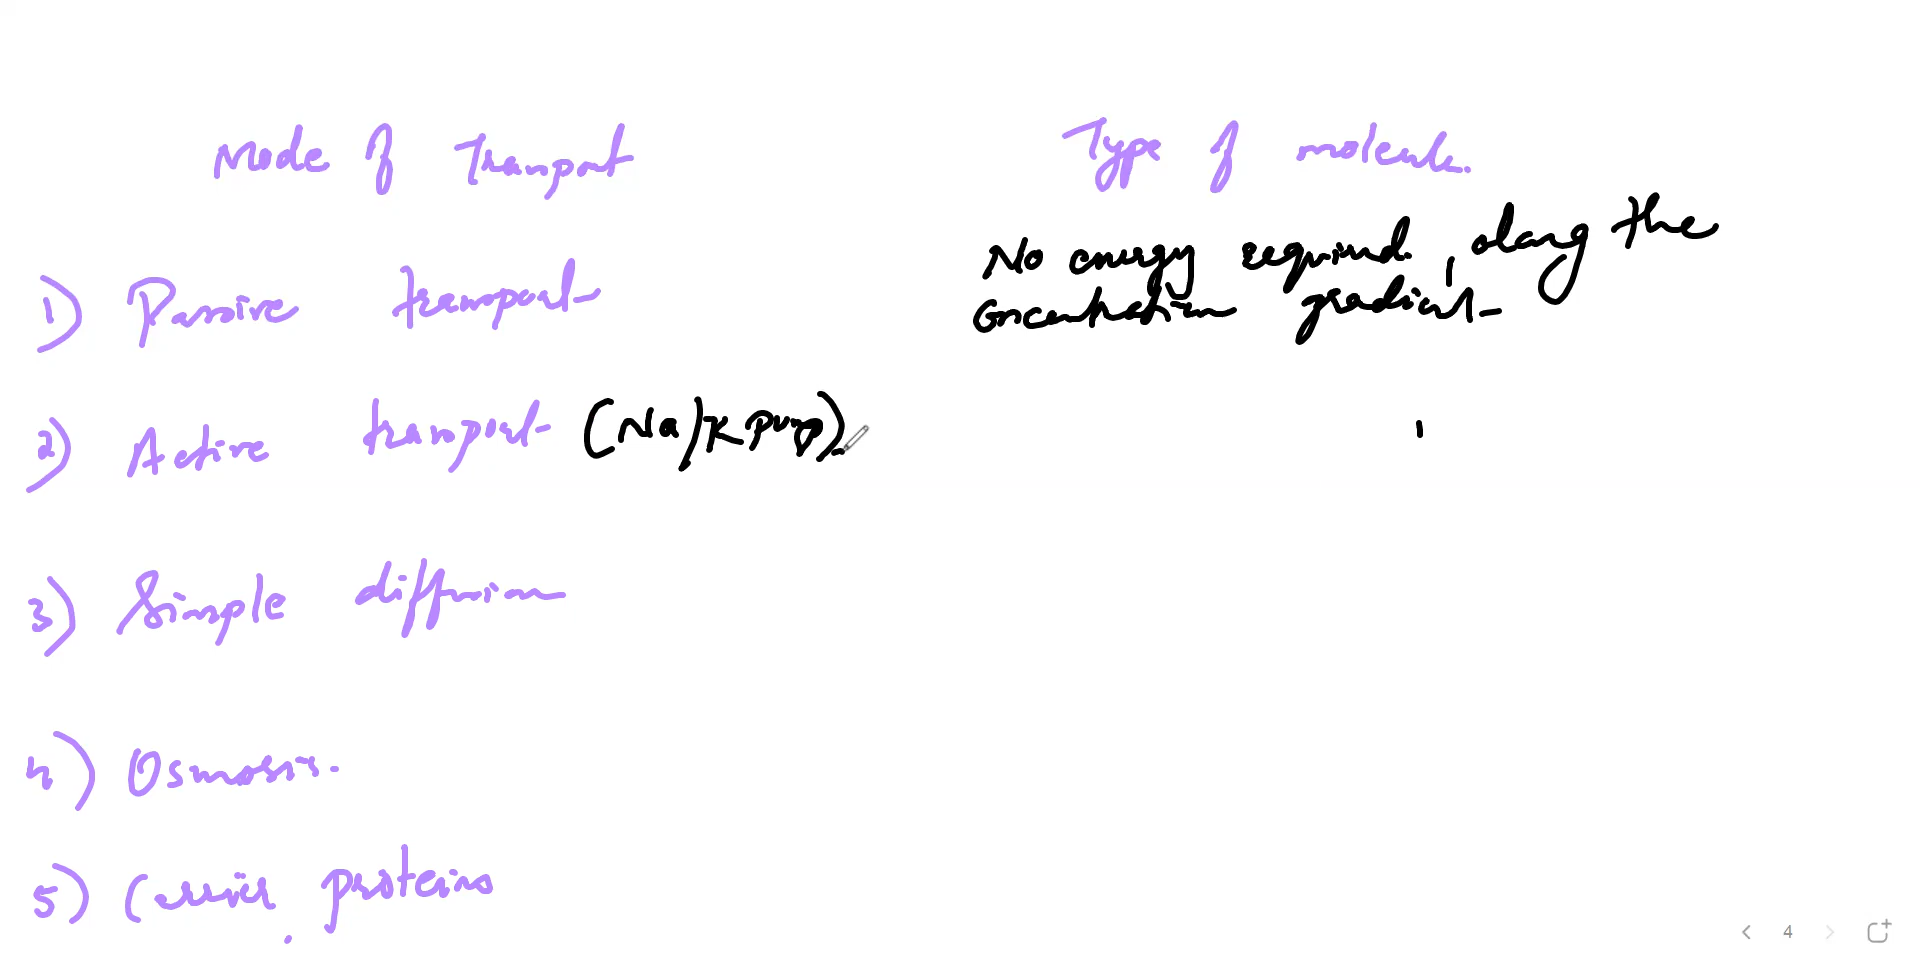 Mode of Transport
Type of molecule.
No energy required, along the
concentration gradient
1) Passive transport
2) Active transport (Na/K Pump)
3) Simple diffusion
4) Osmosis.
5) Carrier proteins
4